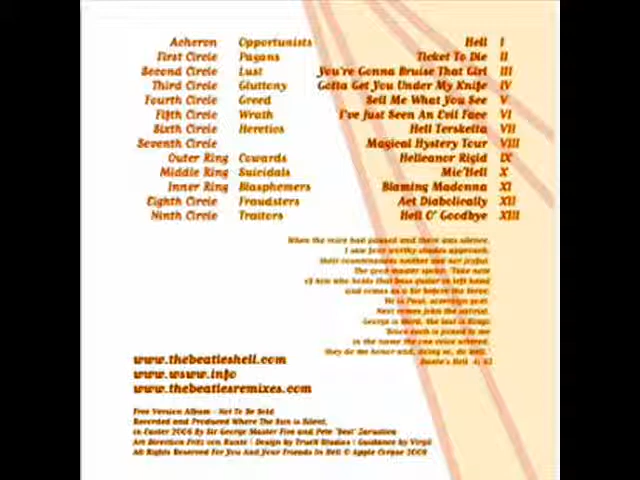 Acheron Opportunists Hell I
First Circle Pagans Ticket To Die II
Second Circle Lust You're Gonna Bruise That Girl III
Third Circle Gluttony Gotta Get You Under My Knife IV
Fourth Circle Greed Sell Me What You See V
Fifth Circle Wrath I've Just Seen An Evil Face VI
Sixth Circle Heretics Hell Terskelta VII
Seventh Circle Magical Hystery Tour VIII
Outer Ring Cowards Helleanor Rigid IX
Middle Ring Suicidals Mic'Hell X
Inner Ring Blasphemers Blaming Madonna XI
Eighth Circle Fraudsters Act Diabolically XII
Ninth Circle Traitors Hell O' Goodbye XIII
When the voice had paused and there was silence,
I saw four worthy shades approach,
their countenances neither sad nor joyful.
The good master spoke: 'Take note
of him who holds that bass guitar in left hand
and comes as a Sir before the three.
He is Paul, sovereign poet.
Next comes John the satirist.
George is third, the last is Ringo
Since each is joined to me
in the name the one voice uttered,
they do me honor and, doing so, do well.'
Dante's Hell 4: 82
www.thebeatleshell.com
www.wsww.info
www.thebeatlesremixes.com
Free Version Album - Not To Be Sold
Recorded and Produced Where The Sun is Silent,
on Easter 2006 By Sir George Master Five and Pete "Best" Zarustica
Art Direction Fritz von Runte | Design by TrueH Studios | Guidance by Virgil
All Rights Reserved For You And Your Friends In Hell © Apple Corpse 2006